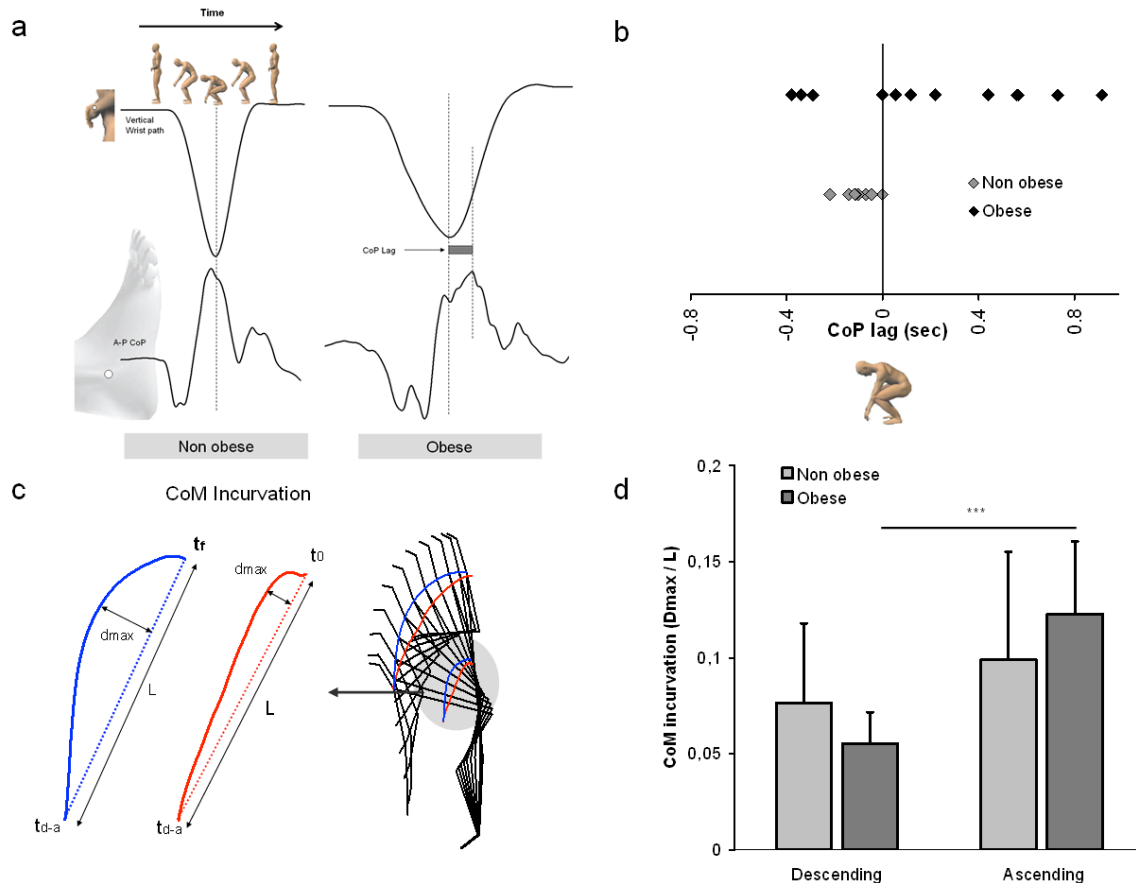 a
Time
Vertical
Wrist path
CoP Lag
A-P CoP
Non obese
Obese
b
Non obese
Obese
-0.8
-0.4
0
0.4
0.8
CoP lag (sec)
c
CoM Incurvation
tf
dmax
L
td-a
t0
dmax
L
td-a
d
0,2
0,15
0,1
0,05
0
CoM incurvation (Dmax / L)
Non obese
Obese
***
Descending
Ascending